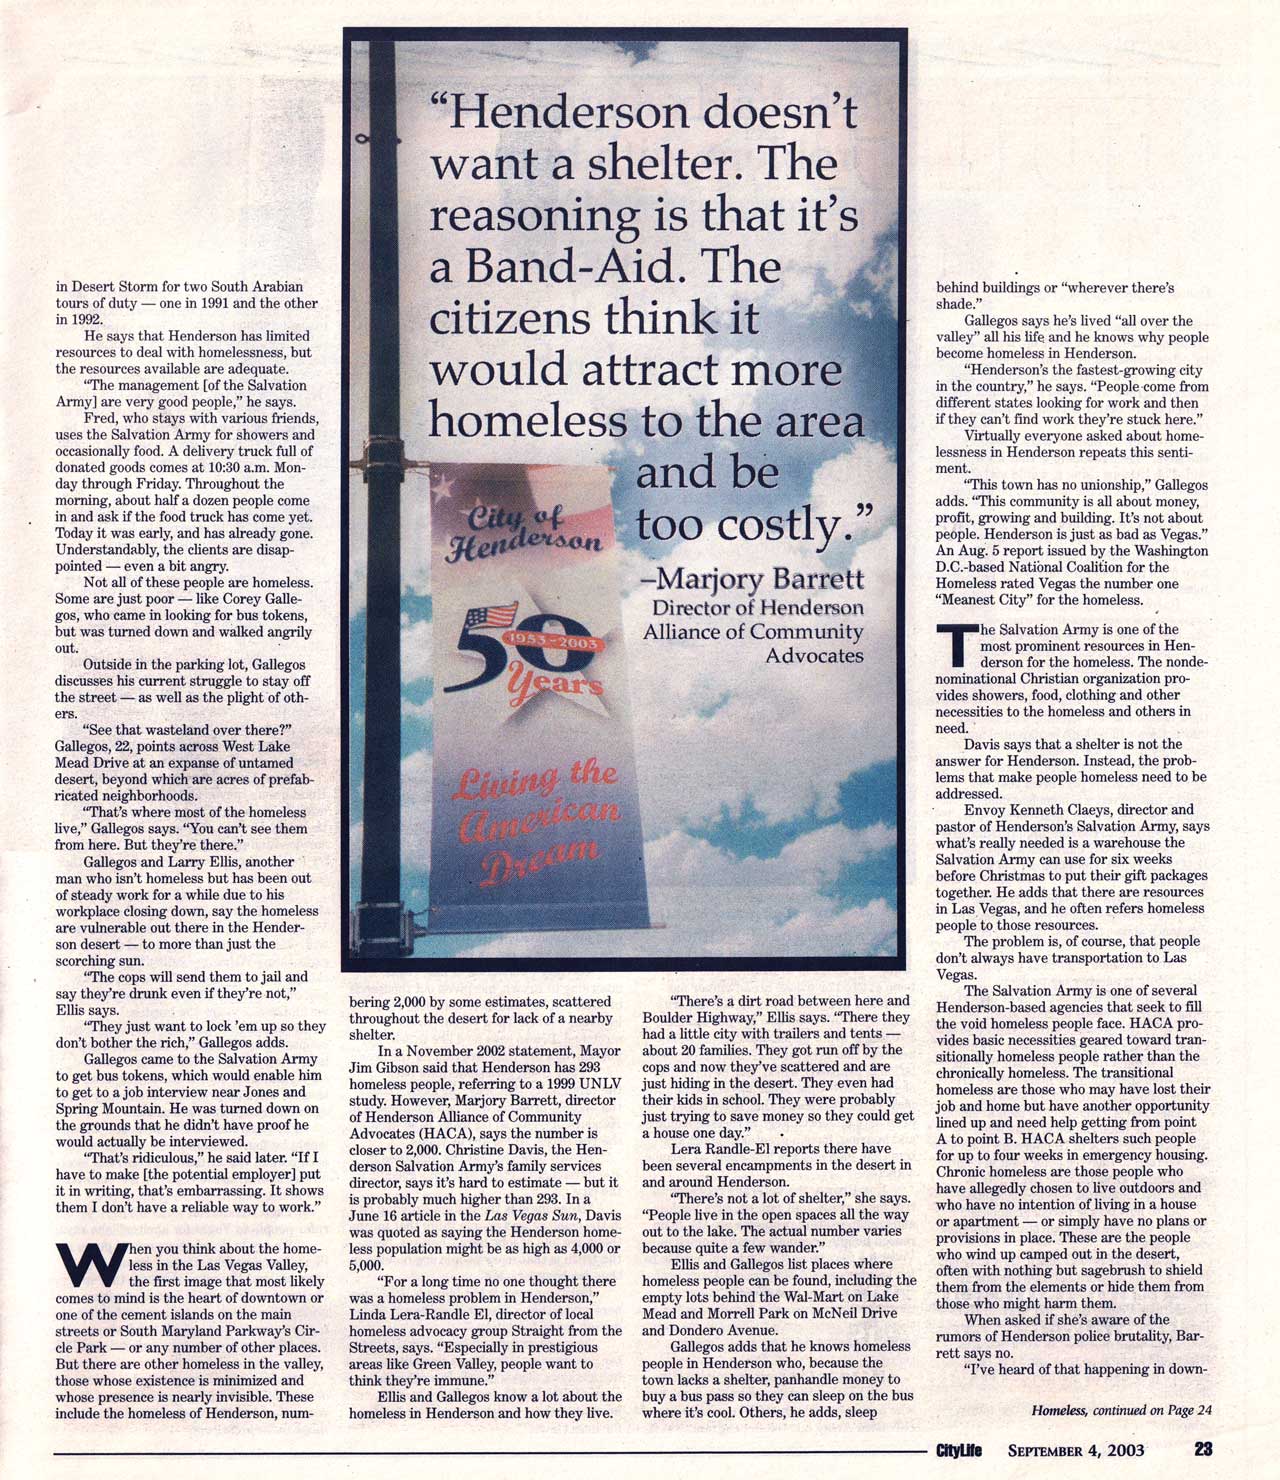 "Henderson doesn't
want a shelter. The
reasoning is that it's
a Band-Aid. The
citizens think it
would attract more
homeless to the area
and be
too costly."
–Marjory Barrett
Director of Henderson
Alliance of Community
Advocates
City of
Henderson
50
1953-2003
Years
Living the
American
Dream
in Desert Storm for two South Arabian
tours of duty — one in 1991 and the other
in 1992.
He says that Henderson has limited
resources to deal with homelessness, but
the resources available are adequate.
"The management [of the Salvation
Army] are very good people," he says.
Fred, who stays with various friends,
uses the Salvation Army for showers and
occasionally food. A delivery truck full of
donated goods comes at 10:30 a.m. Mon-
day through Friday. Throughout the
morning, about half a dozen people come
in and ask if the food truck has come yet.
Today it was early, and has already gone.
Understandably, the clients are disap-
pointed — even a bit angry.
Not all of these people are homeless.
Some are just poor — like Corey Galle-
gos, who came in looking for bus tokens,
but was turned down and walked angrily
out.
Outside in the parking lot, Gallegos
discusses his current struggle to stay off
the street — as well as the plight of oth-
ers.
"See that wasteland over there?"
Gallegos, 22, points across West Lake
Mead Drive at an expanse of untamed
desert, beyond which are acres of prefab-
ricated neighborhoods.
"That's where most of the homeless
live," Gallegos says. "You can't see them
from here. But they're there."
Gallegos and Larry Ellis, another
man who isn't homeless but has been out
of steady work for a while due to his
workplace closing down, say the homeless
are vulnerable out there in the Hender-
son desert — to more than just the
scorching sun.
"The cops will send them to jail and
say they're drunk even if they're not,"
Ellis says.
"They just want to lock 'em up so they
don't bother the rich," Gallegos adds.
Gallegos came to the Salvation Army
to get bus tokens, which would enable him
to get to a job interview near Jones and
Spring Mountain. He was turned down on
the grounds that he didn't have proof he
would actually be interviewed.
"That's ridiculous," he said later. "If I
have to make [the potential employer] put
it in writing, that's embarrassing. It shows
them I don't have a reliable way to work."
When you think about the home-
less in the Las Vegas Valley,
the first image that most likely
comes to mind is the heart of downtown or
one of the cement islands on the main
streets or South Maryland Parkway's Cir-
cle Park — or any number of other places.
But there are other homeless in the valley,
those whose existence is minimized and
whose presence is nearly invisible. These
include the homeless of Henderson, num-
bering 2,000 by some estimates, scattered
throughout the desert for lack of a nearby
shelter.
In a November 2002 statement, Mayor
Jim Gibson said that Henderson has 293
homeless people, referring to a 1999 UNLV
study. However, Marjory Barrett, director
of Henderson Alliance of Community
Advocates (HACA), says the number is
closer to 2,000. Christine Davis, the Hen-
derson Salvation Army's family services
director, says it's hard to estimate — but it
is probably much higher than 293. In a
June 16 article in the Las Vegas Sun, Davis
was quoted as saying the Henderson home-
less population might be as high as 4,000 or
5,000.
"For a long time no one thought there
was a homeless problem in Henderson,"
Linda Lera-Randle El, director of local
homeless advocacy group Straight from the
Streets, says. "Especially in prestigious
areas like Green Valley, people want to
think they're immune."
Ellis and Gallegos know a lot about the
homeless in Henderson and how they live.
"There's a dirt road between here and
Boulder Highway," Ellis says. "There they
had a little city with trailers and tents —
about 20 families. They got run off by the
cops and now they've scattered and are
just hiding in the desert. They even had
their kids in school. They were probably
just trying to save money so they could get
a house one day."
Lera Randle-El reports there have
been several encampments in the desert in
and around Henderson.
"There's not a lot of shelter," she says.
"People live in the open spaces all the way
out to the lake. The actual number varies
because quite a few wander."
Ellis and Gallegos list places where
homeless people can be found, including the
empty lots behind the Wal-Mart on Lake
Mead and Morrell Park on McNeil Drive
and Dondero Avenue.
Gallegos adds that he knows homeless
people in Henderson who, because the
town lacks a shelter, panhandle money to
buy a bus pass so they can sleep on the bus
where it's cool. Others, he adds, sleep
behind buildings or "wherever there's
shade."
Gallegos says he's lived "all over the
valley" all his life and he knows why people
become homeless in Henderson.
"Henderson's the fastest-growing city
in the country," he says. "People come from
different states looking for work and then
if they can't find work they're stuck here."
Virtually everyone asked about home-
lessness in Henderson repeats this senti-
ment.
"This town has no unionship," Gallegos
adds. "This community is all about money,
profit, growing and building. It's not about
people. Henderson is just as bad as Vegas."
An Aug. 5 report issued by the Washington
D.C.-based National Coalition for the
Homeless rated Vegas the number one
"Meanest City" for the homeless.
The Salvation Army is one of the
most prominent resources in Hen-
derson for the homeless. The nonde-
nominational Christian organization pro-
vides showers, food, clothing and other
necessities to the homeless and others in
need.
Davis says that a shelter is not the
answer for Henderson. Instead, the prob-
lems that make people homeless need to be
addressed.
Envoy Kenneth Claeys, director and
pastor of Henderson's Salvation Army, says
what's really needed is a warehouse the
Salvation Army can use for six weeks
before Christmas to put their gift packages
together. He adds that there are resources
in Las Vegas, and he often refers homeless
people to those resources.
The problem is, of course, that people
don't always have transportation to Las
Vegas.
The Salvation Army is one of several
Henderson-based agencies that seek to fill
the void homeless people face. HACA pro-
vides basic necessities geared toward tran-
sitionally homeless people rather than the
chronically homeless. The transitional
homeless are those who may have lost their
job and home but have another opportunity
lined up and need help getting from point
A to point B. HACA shelters such people
for up to four weeks in emergency housing.
Chronic homeless are those people who
have allegedly chosen to live outdoors and
who have no intention of living in a house
or apartment — or simply have no plans or
provisions in place. These are the people
who wind up camped out in the desert,
often with nothing but sagebrush to shield
them from the elements or hide them from
those who might harm them.
When asked if she's aware of the
rumors of Henderson police brutality, Bar-
rett says no.
"I've heard of that happening in down-
Homeless, continued on Page 24
CityLife SEPTEMBER 4, 2003 23